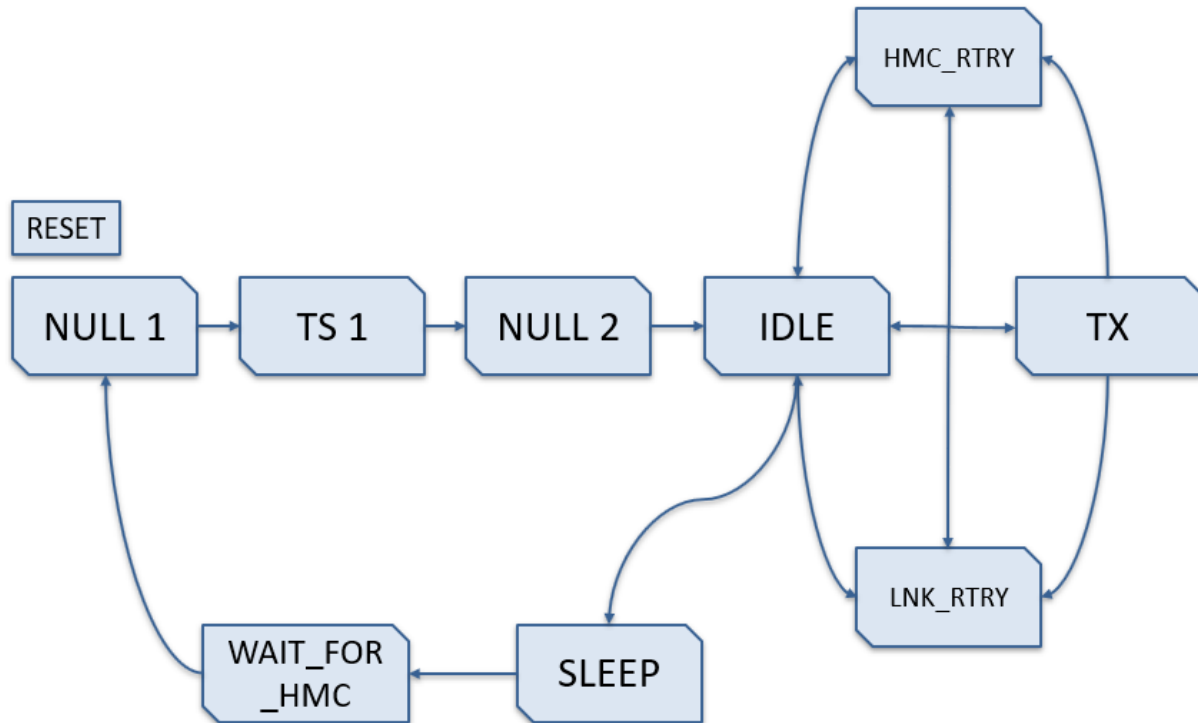 HMC_RTRY
RESET
NULL 1
TS 1
NULL 2
IDLE
TX
LNK_RTRY
WAIT_FOR
_HMC
SLEEP